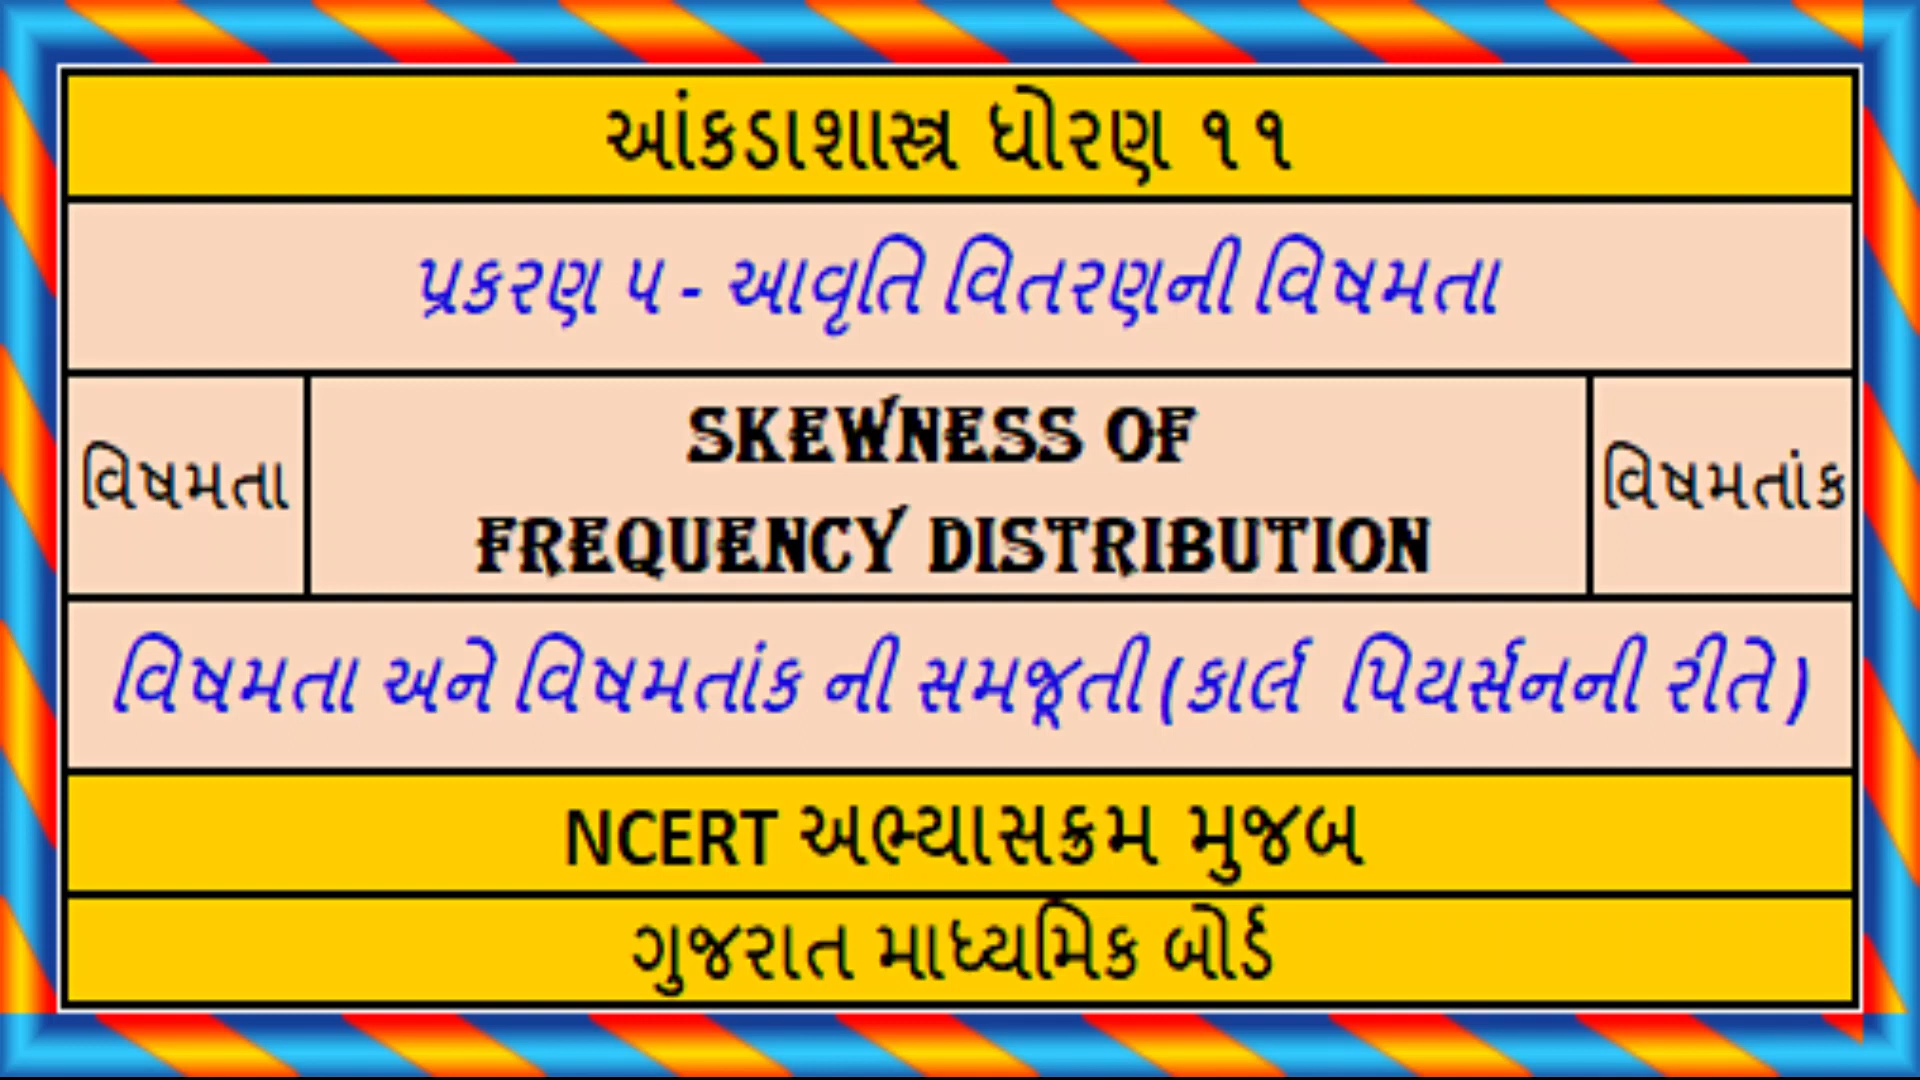 આંકડાશાસ્ત્ર ધોરણ ૧૧
પ્રકરણ ૫ - આવૃતિ વિતરણની વિષમતા
વિષમતા
SKEWNESS OF
FREQUENCY DISTRIBUTION
વિષમતાંક
વિષમતા અને વિષમતાંક ની સમજૂતી (કાર્લ પિયર્સનની રીતે)
NCERT અભ્યાસક્રમ મુજબ
ગુજરાત માધ્યમિક બોર્ડ